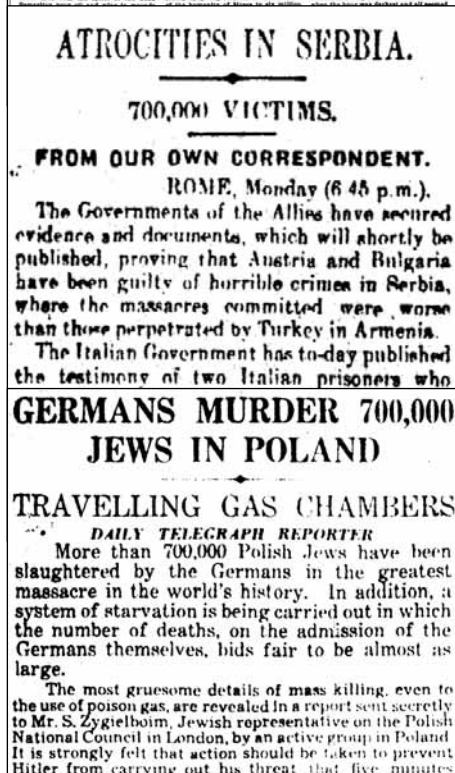 ATROCITIES IN SERBIA.
700,000 VICTIMS.
FROM OUR OWN CORRESPONDENT.
ROME, Monday (6 45 p.m.).
The Governments of the Allies have secured
evidence and documents, which will shortly be
published, proving that Austria and Bulgaria
have been guilty of horrible crimes in Serbia,
where the massacres committed were worse
than those perpetrated by Turkey in Armenia.
The Italian Government has to-day published
the testimony of two Italian prisoners who
GERMANS MURDER 700,000
JEWS IN POLAND
TRAVELLING GAS CHAMBERS
DAILY TELEGRAPH REPORTER
More than 700,000 Polish Jews have been
slaughtered by the Germans in the greatest
massacre in the world's history. In addition, a
system of starvation is being carried out in which
the number of deaths, on the admission of the
Germans themselves, bids fair to be almost as
large.
The most gruesome details of mass killing, even to
the use of poison gas, are revealed in a report sent secretly
to Mr. S. Zygielboim, Jewish representative on the Polish
National Council in London, by an active group in Poland
It is strongly felt that action should be taken to prevent
Hitler from carrying out his threat that five minutes